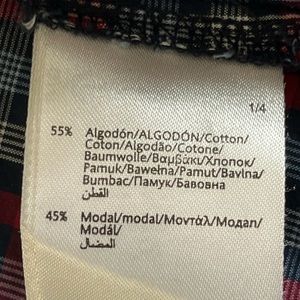 1/4
55% Algodón/ALGODÓN/Cotton/
Coton/Algodão/Cotone/
Baumwolle/Βαμβάκι/Хлопок/
Pamuk/Bawełna/Pamut/Bavlna/
Bumbac/Памук/Бавовна
القطن
45% Modal/modal/Μοντάλ/Модал/
Modál/
المضال